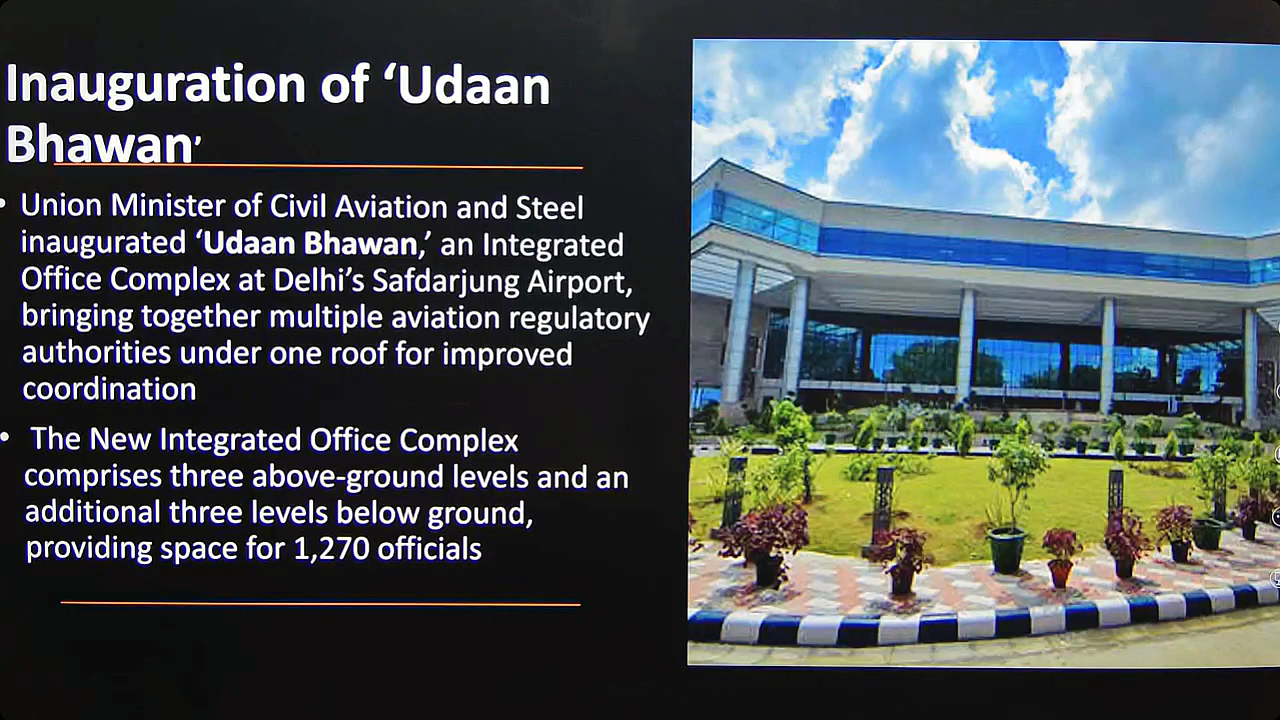 Inauguration of ‘Udaan
Bhawan’
• Union Minister of Civil Aviation and Steel
inaugurated ‘Udaan Bhawan,’ an Integrated
Office Complex at Delhi’s Safdarjung Airport,
bringing together multiple aviation regulatory
authorities under one roof for improved
coordination
• The New Integrated Office Complex
comprises three above-ground levels and an
additional three levels below ground,
providing space for 1,270 officials